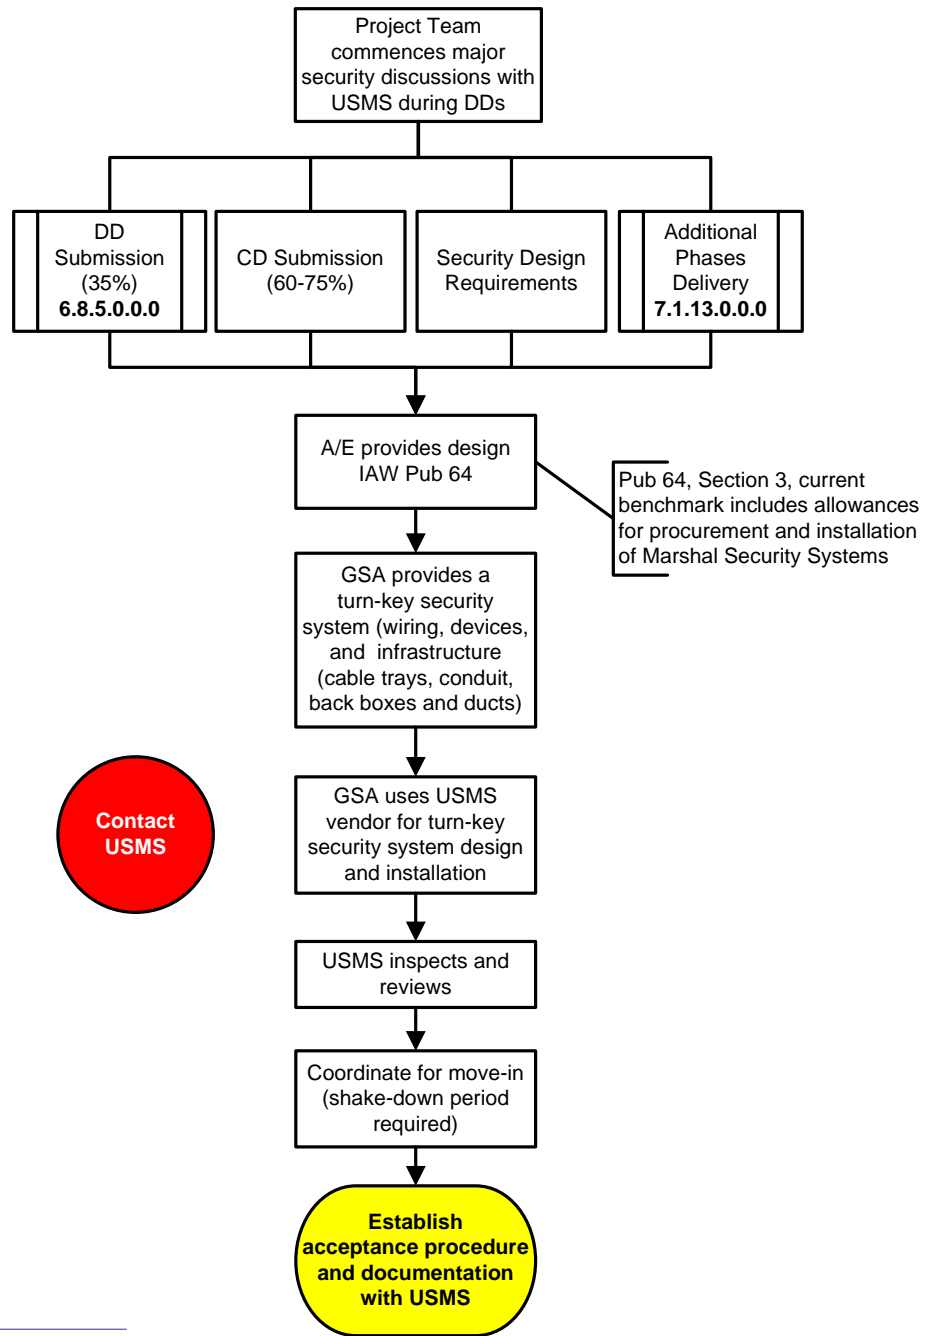 Project Team
commences major
security discussions with
USMS during DDs
DD
Submission
(35%)
6.8.5.0.0.0
CD Submission
(60-75%)
Security Design
Requirements
Additional
Phases
Delivery
7.1.13.0.0.0
A/E provides design
IAW Pub 64
Pub 64, Section 3, current
benchmark includes allowances
for procurement and installation
of Marshal Security Systems
GSA provides a
turn-key security
system (wiring, devices,
and infrastructure
(cable trays, conduit,
back boxes and ducts)
Contact
USMS
GSA uses USMS
vendor for turn-key
security system design
and installation
USMS inspects and
reviews
Coordinate for move-in
(shake-down period
required)
Establish
acceptance procedure
and documentation
with USMS